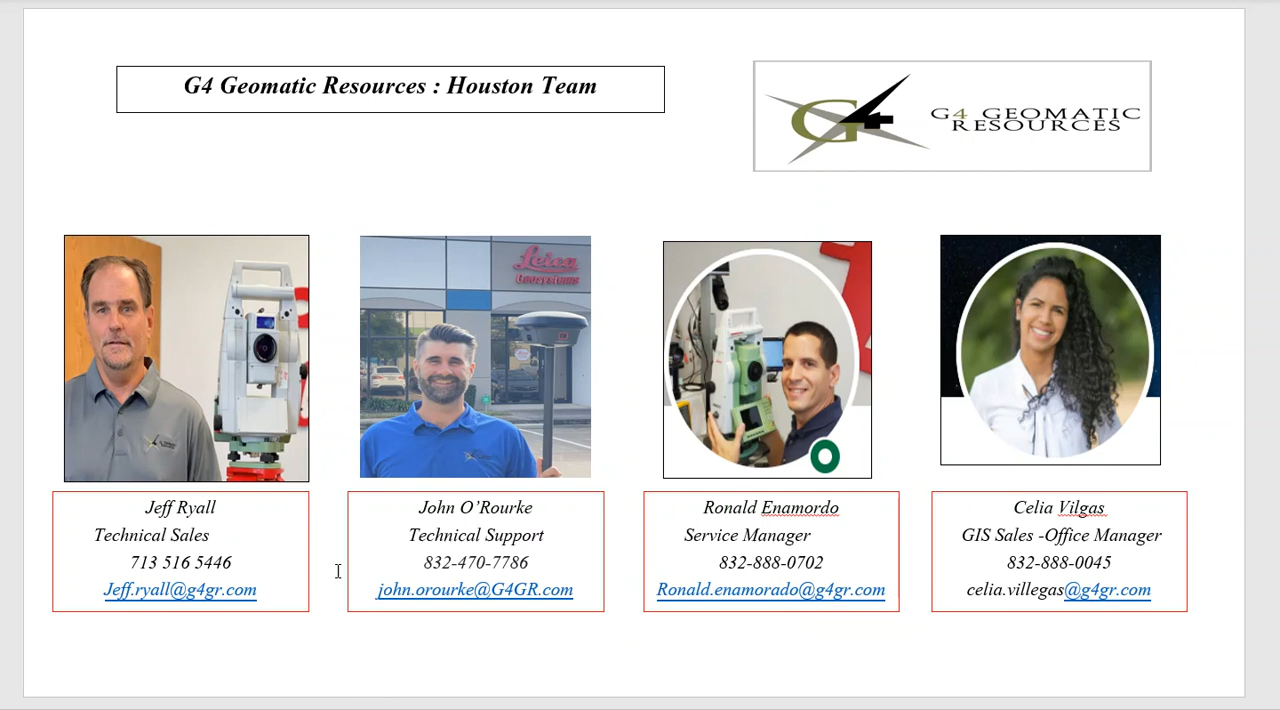 G4 Geomatic Resources : Houston Team
G4 GEOMATIC
RESOURCES
Leica
Geosystems
Jeff Ryall
Technical Sales
713 516 5446
Jeff.ryall@g4gr.com
John O’Rourke
Technical Support
832-470-7786
john.orourke@G4GR.com
Ronald Enamordo
Service Manager
832-888-0702
Ronald.enamorado@g4gr.com
Celia Vilgas
GIS Sales -Office Manager
832-888-0045
celia.villegas@g4gr.com